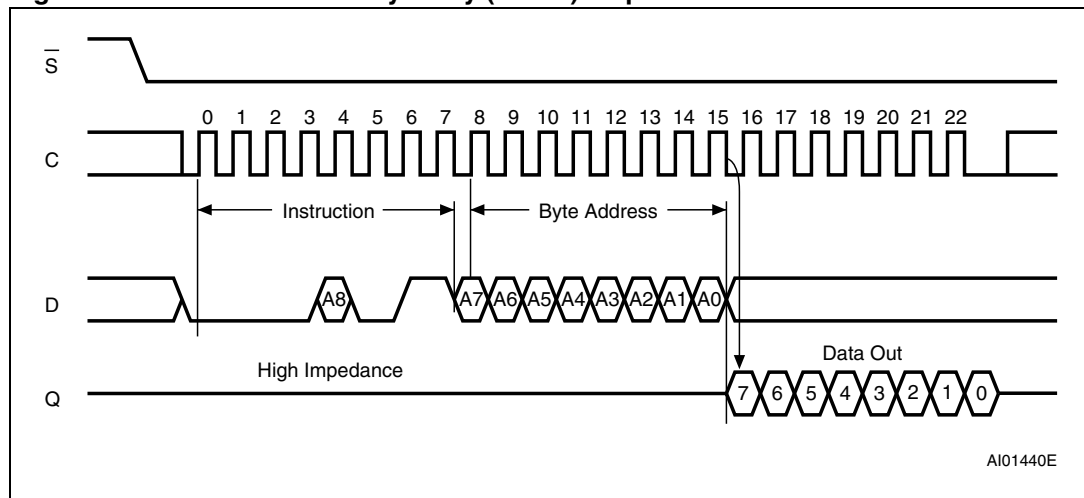 S
0 1 2 3 4 5 6 7 8 9 10 11 12 13 14 15 16 17 18 19 20 21 22
C
Instruction
Byte Address
D
A8
A7 A6 A5 A4 A3 A2 A1 A0
High Impedance
Data Out
Q
7 6 5 4 3 2 1 0
AI01440E